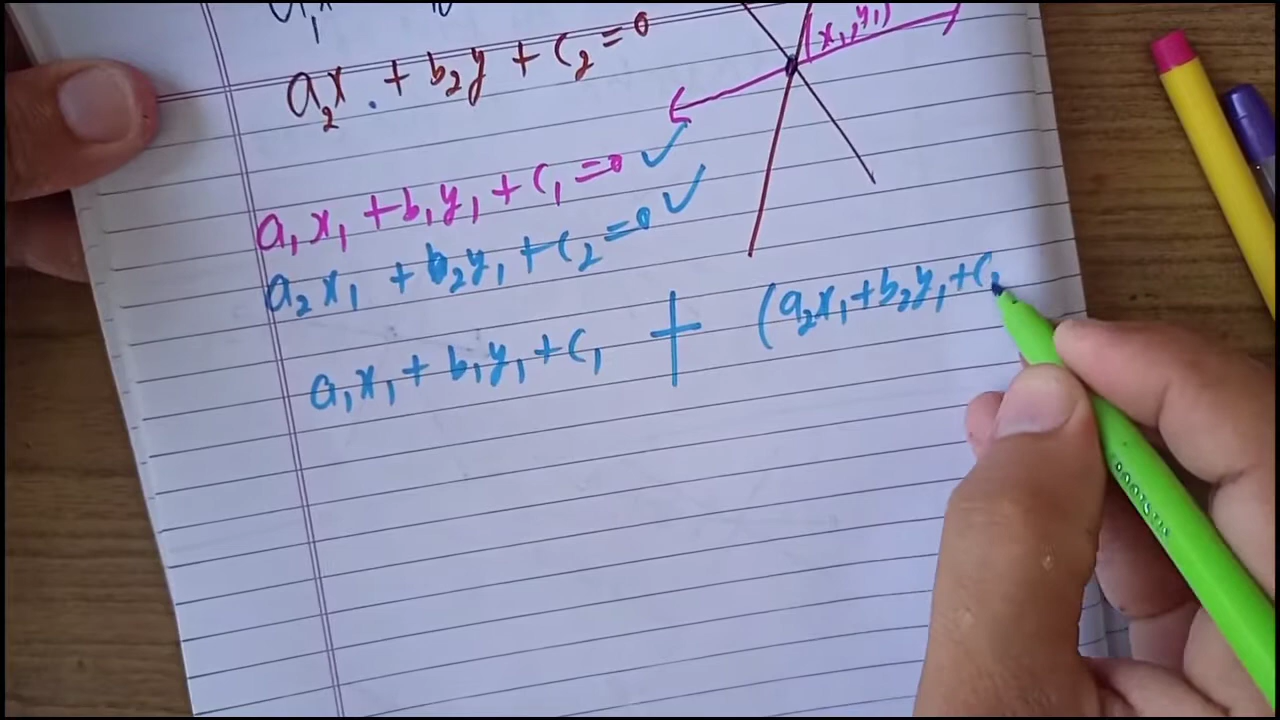 a₂x + b₂y + c₂ = 0
(x₁, y₁)
a₁x₁ + b₁y₁ + c₁ = 0 ✓
a₂x₁ + b₂y₁ + c₂ = 0 ✓
a₁x₁ + b₁y₁ + c₁ + (a₂x₁ + b₂y₁ + c₂